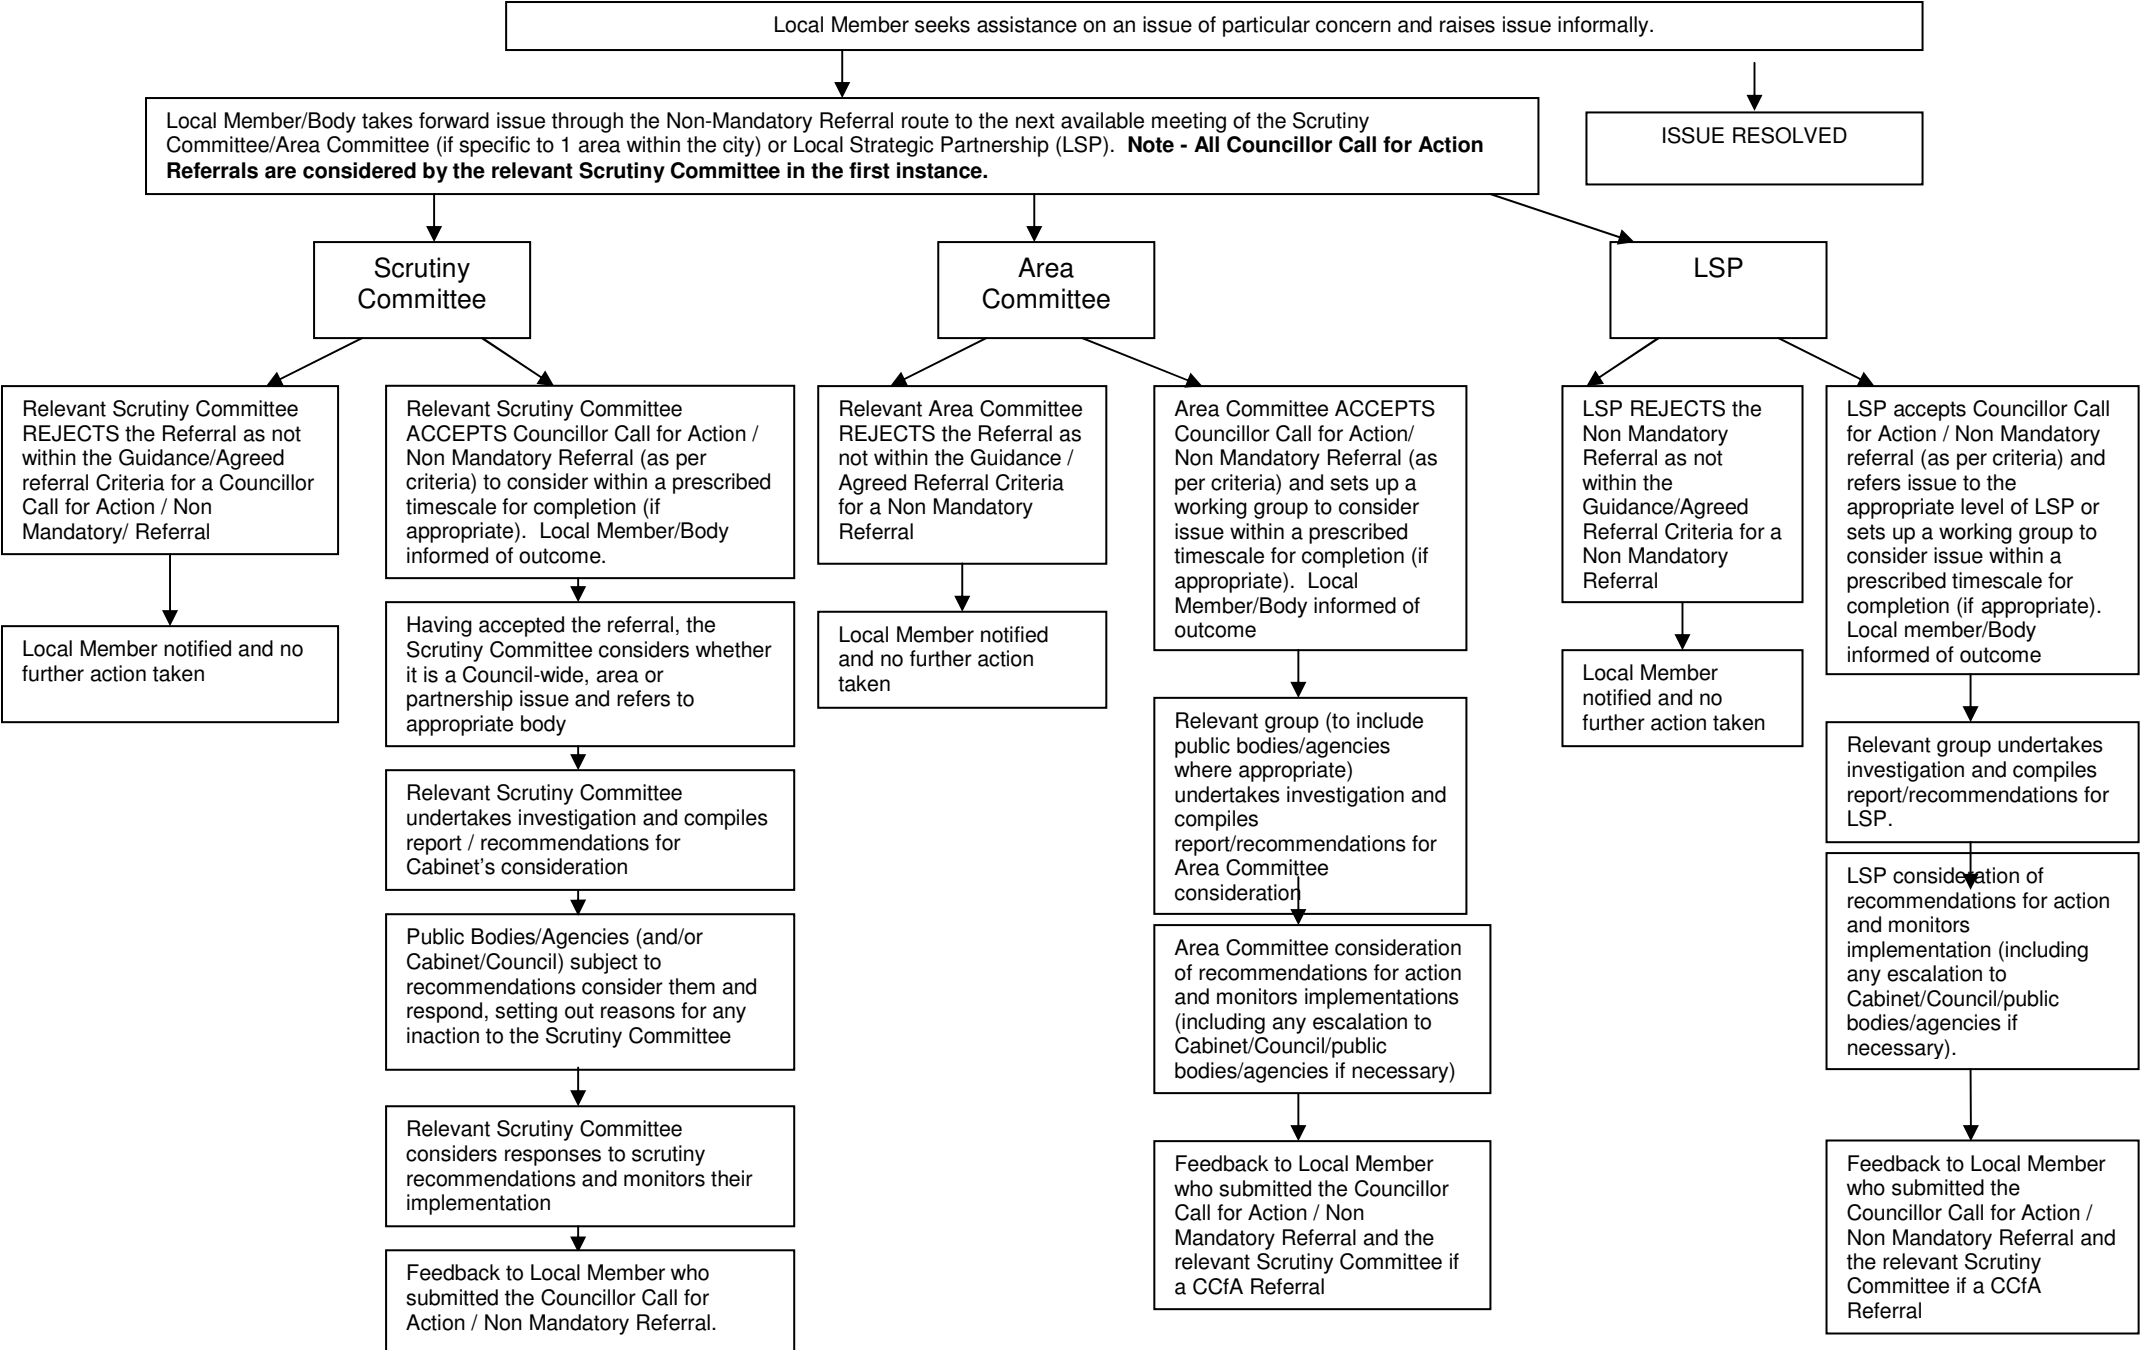 Local Member seeks assistance on an issue of particular concern and raises issue informally.
Local Member/Body takes forward issue through the Non-Mandatory Referral route to the next available meeting of the Scrutiny
Committee/Area Committee (if specific to 1 area within the city) or Local Strategic Partnership (LSP).  Note - All Councillor Call for Action
Referrals are considered by the relevant Scrutiny Committee in the first instance.
ISSUE RESOLVED
Scrutiny
Committee
Area
Committee
LSP
Relevant Scrutiny Committee
REJECTS the Referral as not
within the Guidance/Agreed
referral Criteria for a Councillor
Call for Action / Non
Mandatory/ Referral
Local Member notified and no
further action taken
Relevant Scrutiny Committee
ACCEPTS Councillor Call for Action /
Non Mandatory Referral (as per
criteria) to consider within a prescribed
timescale for completion (if
appropriate).  Local Member/Body
informed of outcome.
Having accepted the referral, the
Scrutiny Committee considers whether
it is a Council-wide, area or
partnership issue and refers to
appropriate body
Relevant Scrutiny Committee
undertakes investigation and compiles
report / recommendations for
Cabinet's consideration
Public Bodies/Agencies (and/or
Cabinet/Council) subject to
recommendations consider them and
respond, setting out reasons for any
inaction to the Scrutiny Committee
Relevant Scrutiny Committee
considers responses to scrutiny
recommendations and monitors their
implementation
Feedback to Local Member who
submitted the Councillor Call for
Action / Non Mandatory Referral.
Relevant Area Committee
REJECTS the Referral as
not within the Guidance /
Agreed Referral Criteria
for a Non Mandatory
Referral
Local Member notified
and no further action
taken
Area Committee ACCEPTS
Councillor Call for Action/
Non Mandatory Referral (as
per criteria) and sets up a
working group to consider
issue within a prescribed
timescale for completion (if
appropriate).  Local
Member/Body informed of
outcome
Relevant group (to include
public bodies/agencies
where appropriate)
undertakes investigation and
compiles
report/recommendations for
Area Committee
consideration
Area Committee consideration
of recommendations for action
and monitors implementations
(including any escalation to
Cabinet/Council/public
bodies/agencies if necessary)
Feedback to Local Member
who submitted the Councillor
Call for Action / Non
Mandatory Referral and the
relevant Scrutiny Committee if
a CCfA Referral
LSP REJECTS the
Non Mandatory
Referral as not
within the
Guidance/Agreed
Referral Criteria for a
Non Mandatory
Referral
Local Member
notified and no
further action taken
LSP accepts Councillor Call
for Action / Non Mandatory
referral (as per criteria) and
refers issue to the
appropriate level of LSP or
sets up a working group to
consider issue within a
prescribed timescale for
completion (if appropriate).
Local member/Body
informed of outcome
Relevant group undertakes
investigation and compiles
report/recommendations for
LSP.
LSP consideration of
recommendations for action
and monitors
implementation (including
any escalation to
Cabinet/Council/public
bodies/agencies if
necessary).
Feedback to Local Member
who submitted the
Councillor Call for Action /
Non Mandatory Referral and
the relevant Scrutiny
Committee if a CCfA
Referral